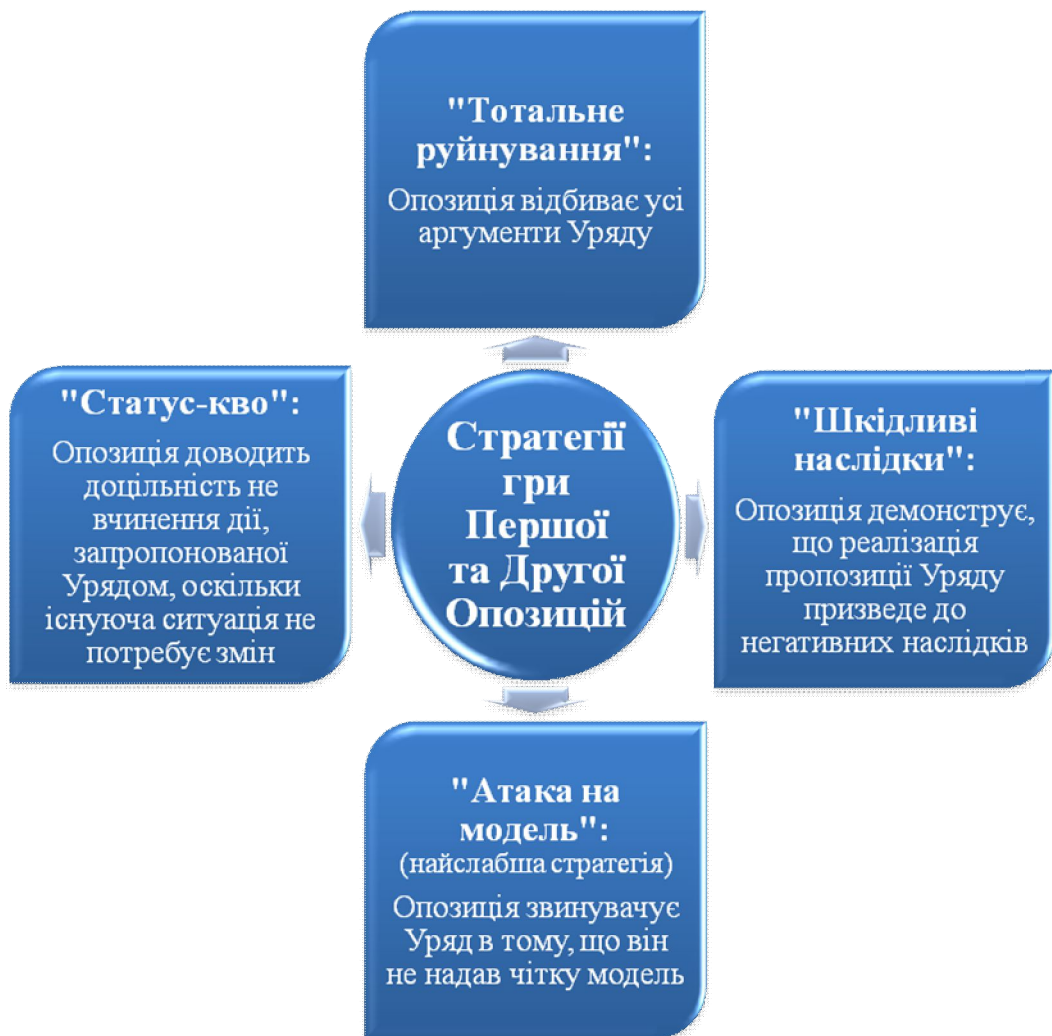 "Тотальне
руйнування":
Опозиція відбиває усі
аргументи Уряду
"Статус-кво":
Опозиція доводить
доцільність не
вчинення дії,
запропонованої
Урядом, оскільки
існуюча ситуація не
потребує змін
Стратегії
гри
Першої
та Другої
Опозицій
"Шкідливі
наслідки":
Опозиція демонструє,
що реалізація
пропозиції Уряду
призведе до
негативних наслідків
"Атака на
модель":
(найслабша стратегія)
Опозиція звинувачує
Уряд в тому, що він
не надав чітку модель